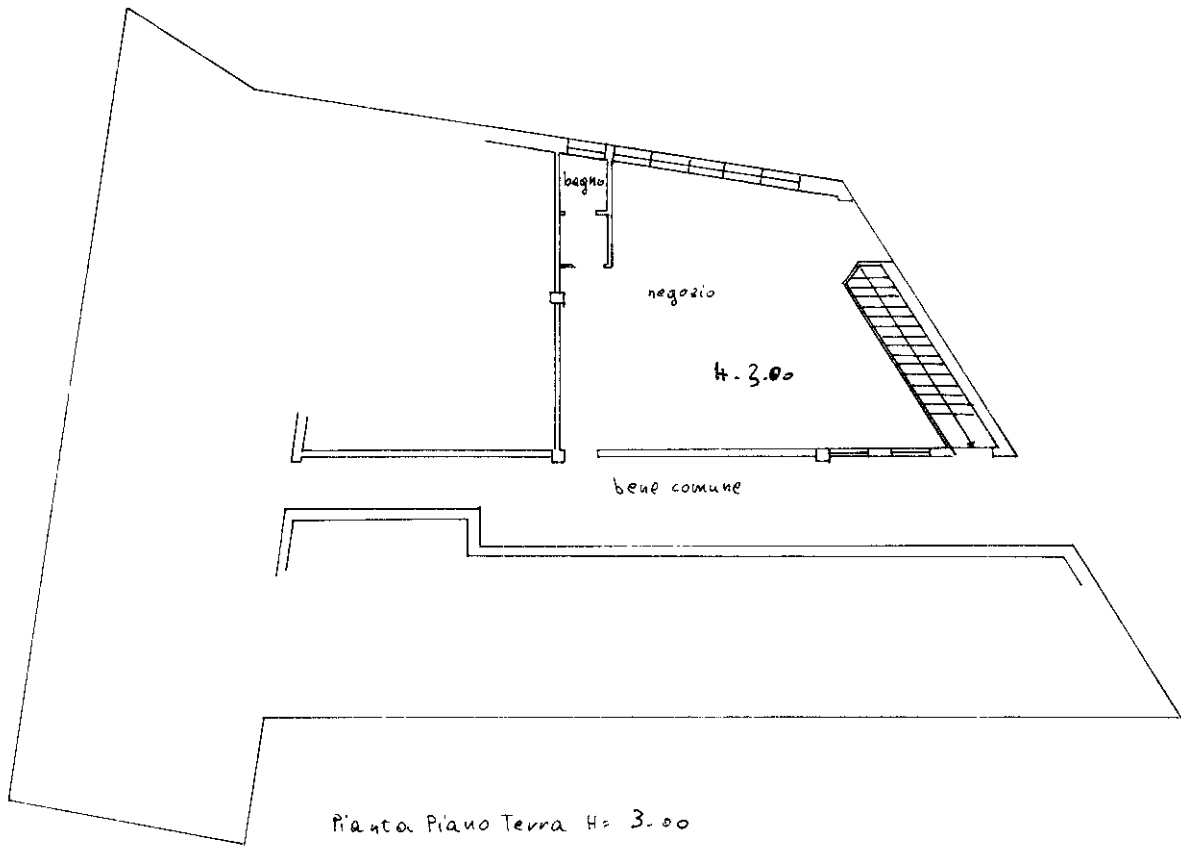 bagno
negozio
H. 3.00
bene comune
Pianta Piano Terra H= 3.00